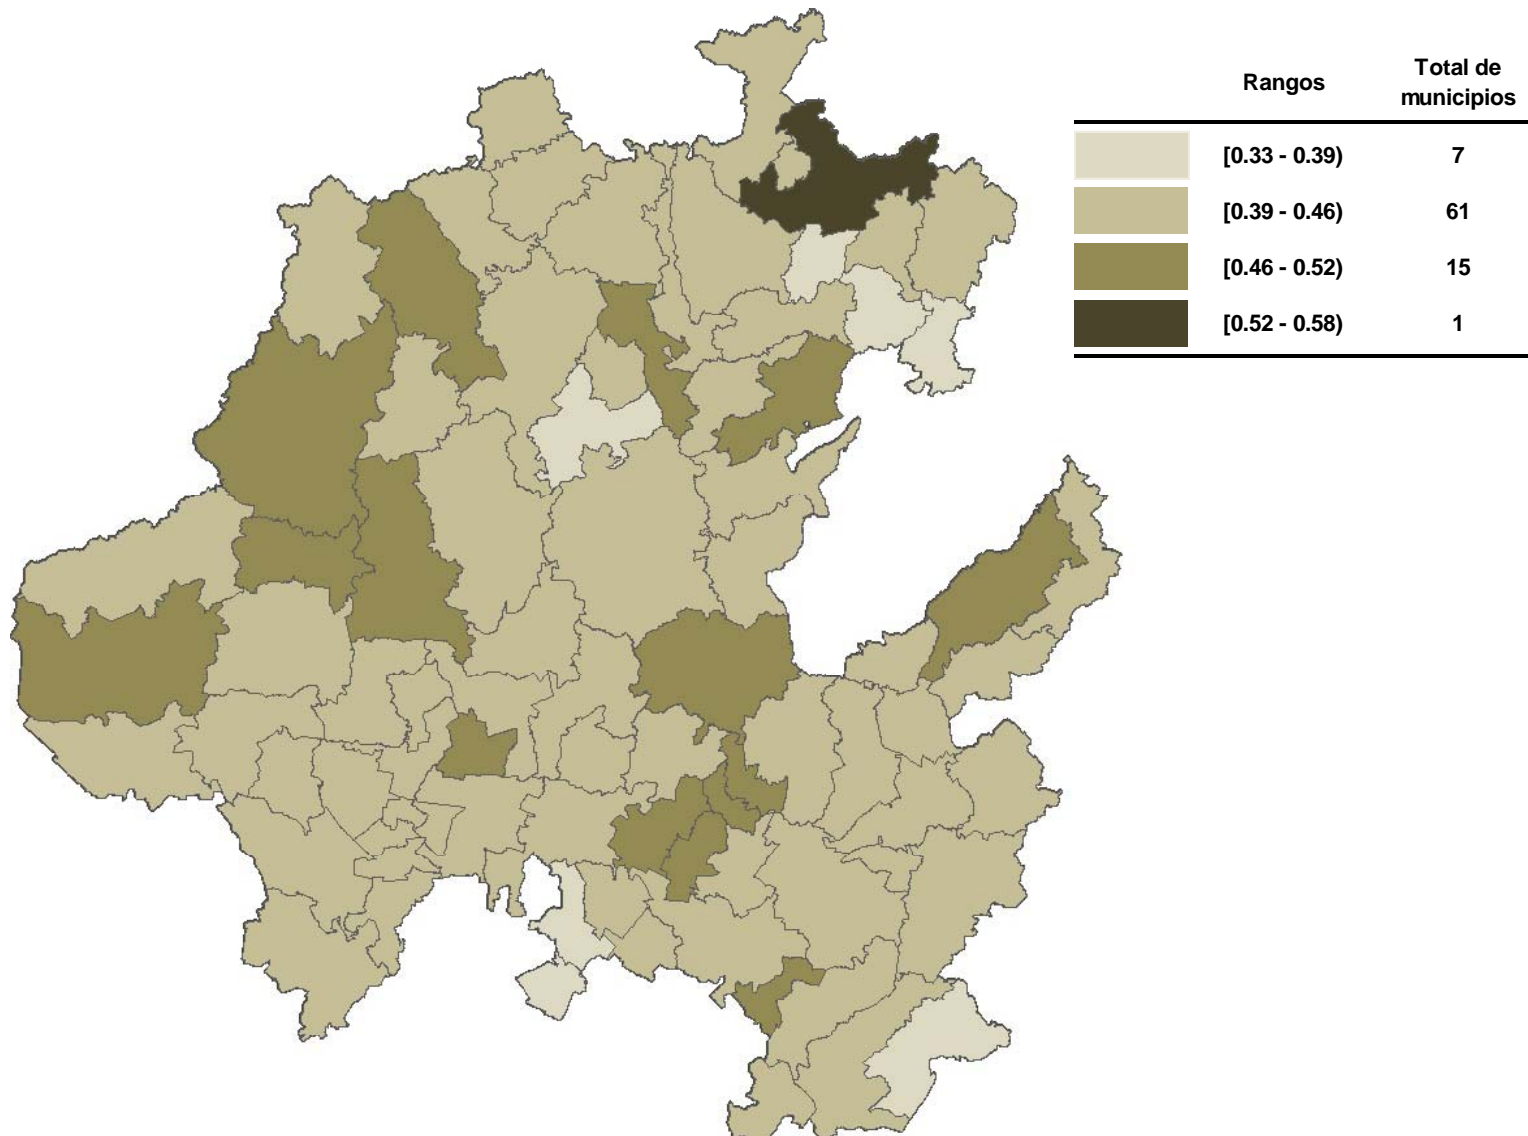 Rangos Total de
municipios
[0.33 - 0.39) 7
[0.39 - 0.46) 61
[0.46 - 0.52) 15
[0.52 - 0.58) 1